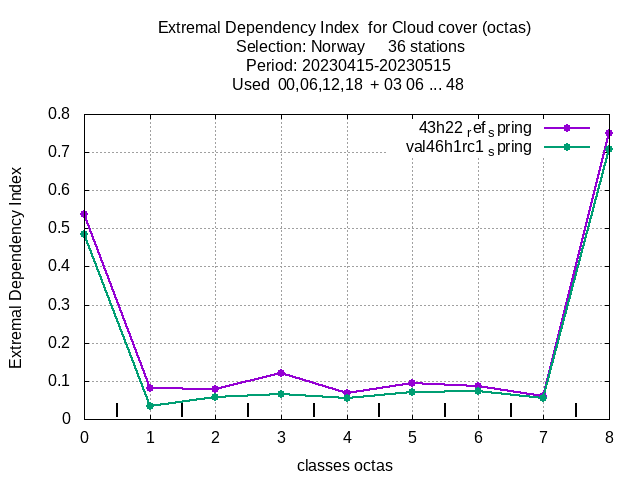 Extremal Dependency Index  for Cloud cover (octas)
Selection: Norway     36 stations
Period: 20230415-20230515
Used  00,06,12,18  + 03 06 ... 48
43h22 ref spring
val46h1rc1 spring
Extremal Dependency Index
0.8
0.7
0.6
0.5
0.4
0.3
0.2
0.1
0
0 1 2 3 4 5 6 7 8
classes octas